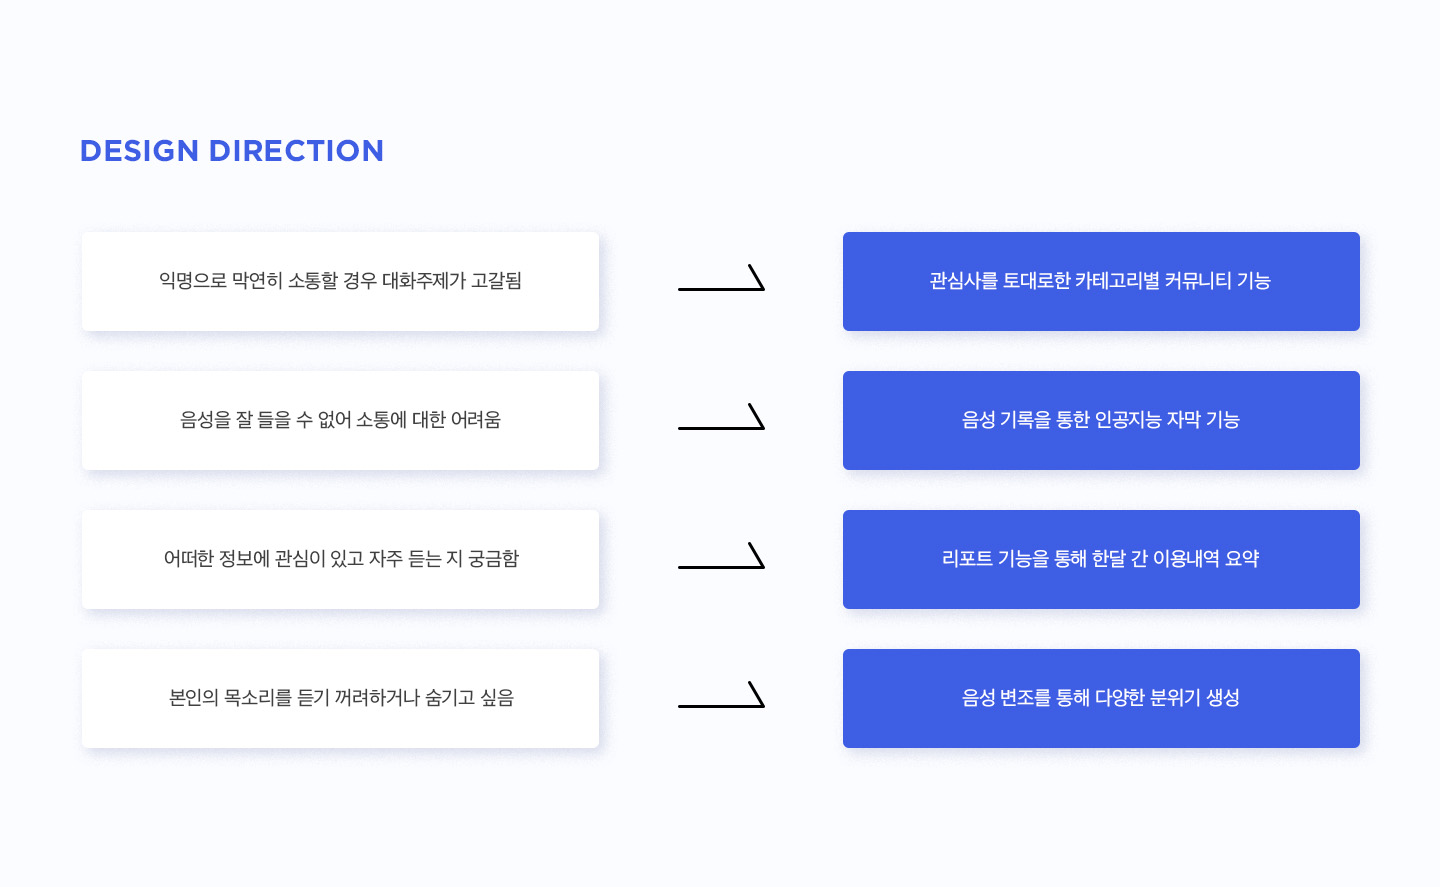 DESIGN DIRECTION
익명으로 막연히 소통할 경우 대화주제가 고갈됨
관심사를 토대로한 카테고리별 커뮤니티 기능
음성을 잘 들을 수 없어 소통에 대한 어려움
음성 기록을 통한 인공지능 자막 기능
어떠한 정보에 관심이 있고 자주 듣는 지 궁금함
리포트 기능을 통해 한달 간 이용내역 요약
본인의 목소리를 듣기 꺼려하거나 숨기고 싶음
음성 변조를 통해 다양한 분위기 생성